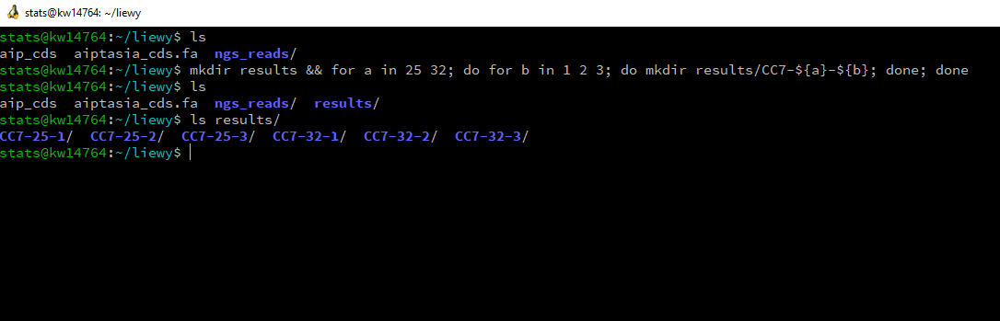 stats@kw14764: ~/liewy
stats@kw14764:~/liewy$ ls
aip_cds  aiptasia_cds.fa  ngs_reads/
stats@kw14764:~/liewy$ mkdir results && for a in 25 32; do for b in 1 2 3; do mkdir results/CC7-${a}-${b}; done; done
stats@kw14764:~/liewy$ ls
aip_cds  aiptasia_cds.fa  ngs_reads/  results/
stats@kw14764:~/liewy$ ls results/
CC7-25-1/  CC7-25-2/  CC7-25-3/  CC7-32-1/  CC7-32-2/  CC7-32-3/
stats@kw14764:~/liewy$